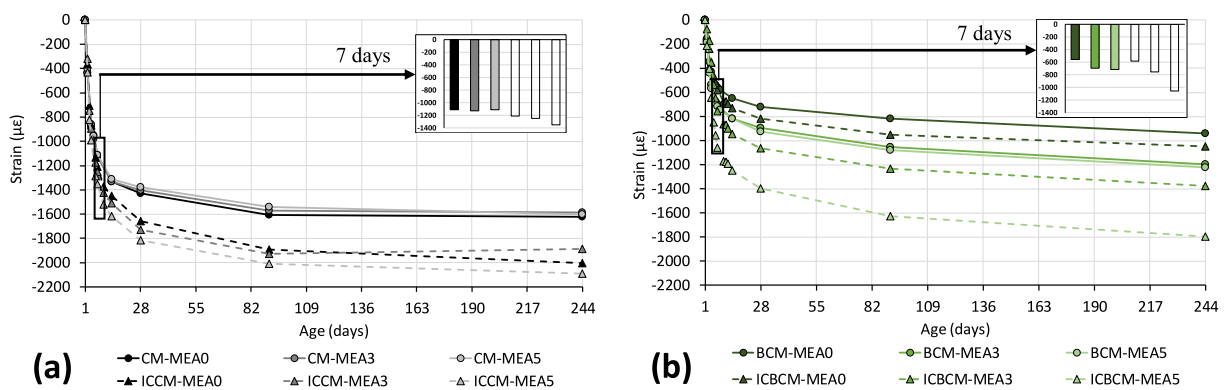 0
-200
-400
-600
-800
-1000
-1200
-1400
-1600
-1800
-2000
-2200
Strain (µε)
1 28 55 82 109 136 163 190 217 244
Age (days)
7 days
0
-200
-400
-600
-800
-1000
-1200
-1400
(a)
CM-MEA0 CM-MEA3 CM-MEA5
ICCM-MEA0 ICCM-MEA3 ICCM-MEA5
0
-200
-400
-600
-800
-1000
-1200
-1400
-1600
-1800
-2000
-2200
Strain (µε)
1 28 55 82 109 136 163 190 217 244
Age (days)
7 days
0
-200
-400
-600
-800
-1000
-1200
-1400
(b)
BCM-MEA0 BCM-MEA3 BCM-MEA5
ICBCM-MEA0 ICBCM-MEA3 ICBCM-MEA5